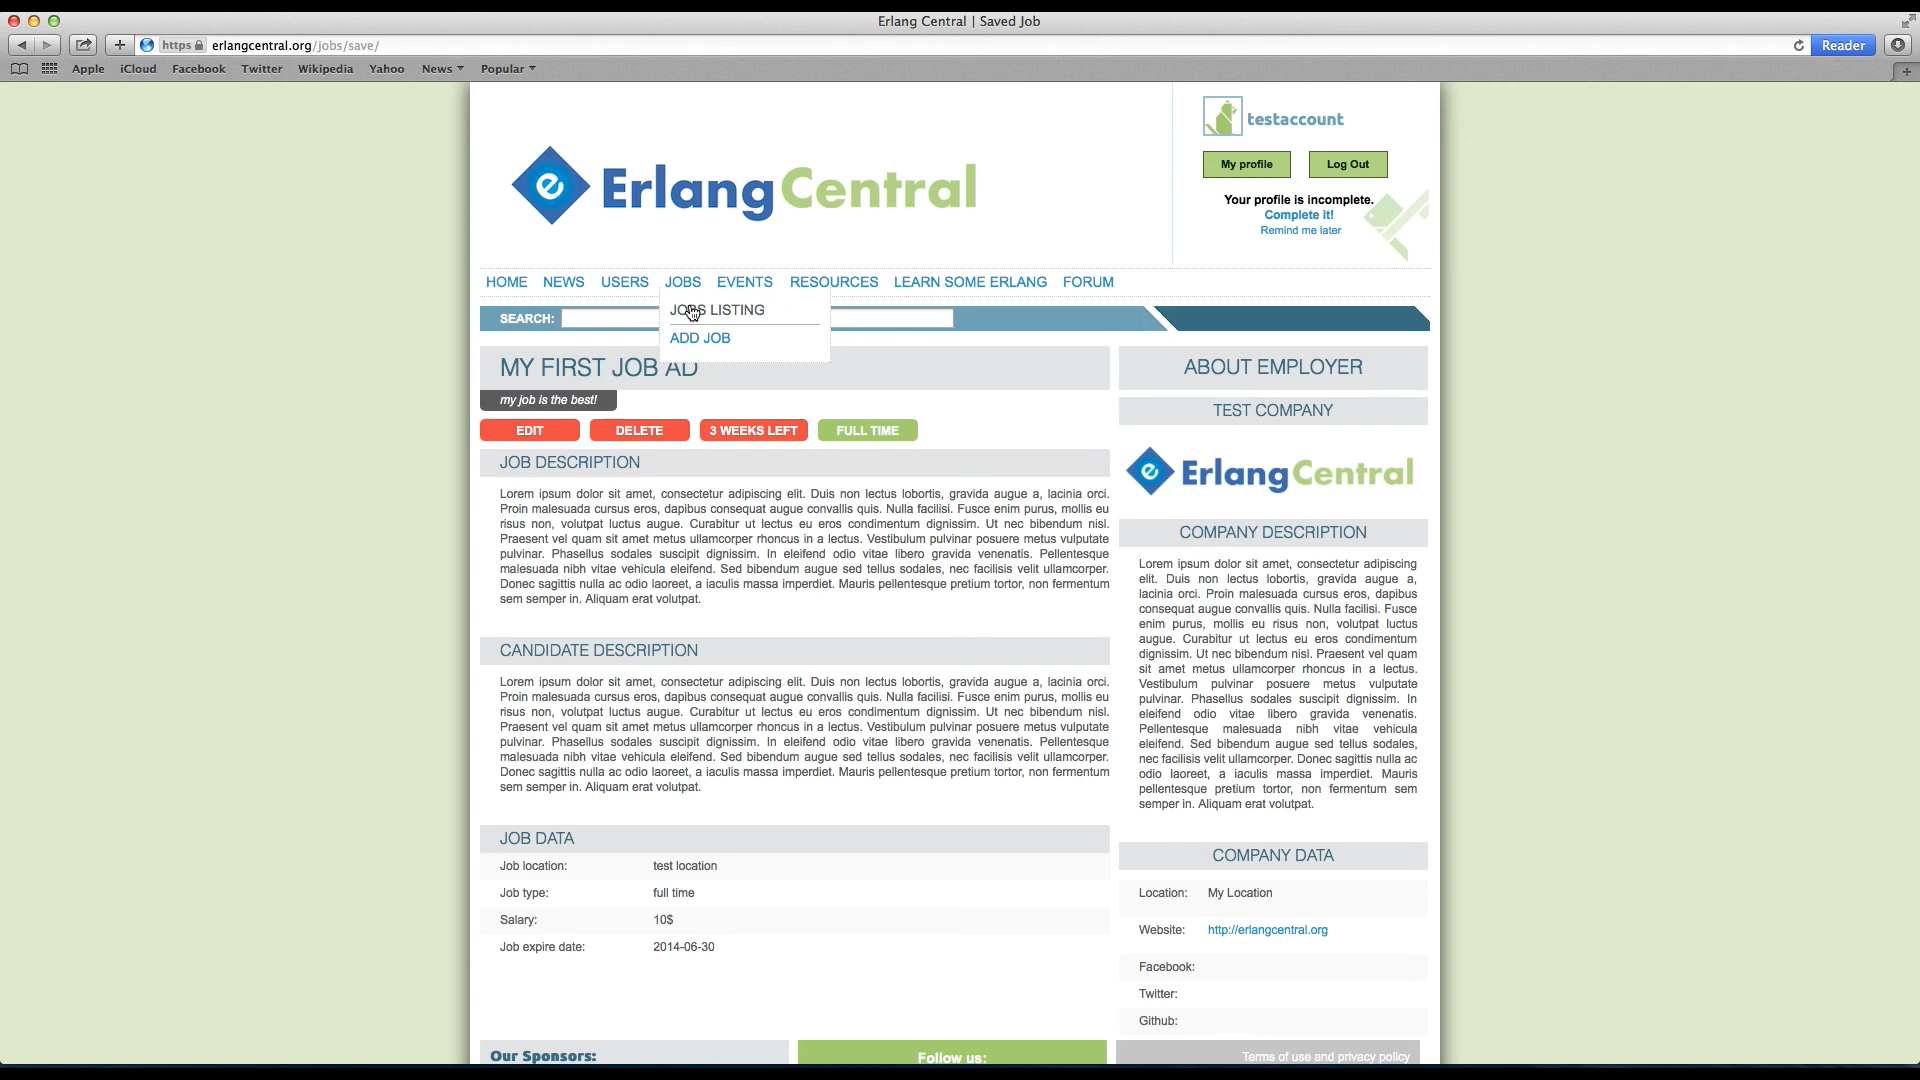 Erlang Central | Saved Job
https erlangcentral.org/jobs/save/
Reader
Apple iCloud Facebook Twitter Wikipedia Yahoo News Popular
testaccount
My profile Log Out
Your profile is incomplete.
Complete it!
Remind me later
e ErlangCentral
HOME NEWS USERS JOBS EVENTS RESOURCES LEARN SOME ERLANG FORUM
JOBS LISTING
ADD JOB
SEARCH:
MY FIRST JOB AD
my job is the best!
EDIT DELETE 3 WEEKS LEFT FULL TIME
JOB DESCRIPTION
Lorem ipsum dolor sit amet, consectetur adipiscing elit. Duis non lectus lobortis, gravida augue a, lacinia orci.
Proin malesuada cursus eros, dapibus consequat augue convallis quis. Nulla facilisi. Fusce enim purus, mollis eu
risus non, volutpat luctus augue. Curabitur ut lectus eu eros condimentum dignissim. Ut nec bibendum nisl.
Praesent vel quam sit amet metus ullamcorper rhoncus in a lectus. Vestibulum pulvinar posuere metus vulputate
pulvinar. Phasellus sodales suscipit dignissim. In eleifend odio vitae libero gravida venenatis. Pellentesque
malesuada nibh vitae vehicula eleifend. Sed bibendum augue sed tellus sodales, nec facilisis velit ullamcorper.
Donec sagittis nulla ac odio laoreet, a iaculis massa imperdiet. Mauris pellentesque pretium tortor, non fermentum
sem semper in. Aliquam erat volutpat.
CANDIDATE DESCRIPTION
Lorem ipsum dolor sit amet, consectetur adipiscing elit. Duis non lectus lobortis, gravida augue a, lacinia orci.
Proin malesuada cursus eros, dapibus consequat augue convallis quis. Nulla facilisi. Fusce enim purus, mollis eu
risus non, volutpat luctus augue. Curabitur ut lectus eu eros condimentum dignissim. Ut nec bibendum nisl.
Praesent vel quam sit amet metus ullamcorper rhoncus in a lectus. Vestibulum pulvinar posuere metus vulputate
pulvinar. Phasellus sodales suscipit dignissim. In eleifend odio vitae libero gravida venenatis. Pellentesque
malesuada nibh vitae vehicula eleifend. Sed bibendum augue sed tellus sodales, nec facilisis velit ullamcorper.
Donec sagittis nulla ac odio laoreet, a iaculis massa imperdiet. Mauris pellentesque pretium tortor, non fermentum
sem semper in. Aliquam erat volutpat.
JOB DATA
Job location: test location
Job type: full time
Salary: 10$
Job expire date: 2014-06-30
ABOUT EMPLOYER
TEST COMPANY
e ErlangCentral
COMPANY DESCRIPTION
Lorem ipsum dolor sit amet, consectetur adipiscing
elit. Duis non lectus lobortis, gravida augue a,
lacinia orci. Proin malesuada cursus eros, dapibus
consequat augue convallis quis. Nulla facilisi. Fusce
enim purus, mollis eu risus non, volutpat luctus
augue. Curabitur ut lectus eu eros condimentum
dignissim. Ut nec bibendum nisl. Praesent vel quam
sit amet metus ullamcorper rhoncus in a lectus.
Vestibulum pulvinar posuere metus vulputate
pulvinar. Phasellus sodales suscipit dignissim. In
eleifend odio vitae libero gravida venenatis.
Pellentesque malesuada nibh vitae vehicula
eleifend. Sed bibendum augue sed tellus sodales,
nec facilisis velit ullamcorper. Donec sagittis nulla ac
odio laoreet, a iaculis massa imperdiet. Mauris
pellentesque pretium tortor, non fermentum sem
semper in. Aliquam erat volutpat.
COMPANY DATA
Location: My Location
Website: http://erlangcentral.org
Facebook:
Twitter:
Github:
Our Sponsors:
Follow us:
Terms of use and privacy policy